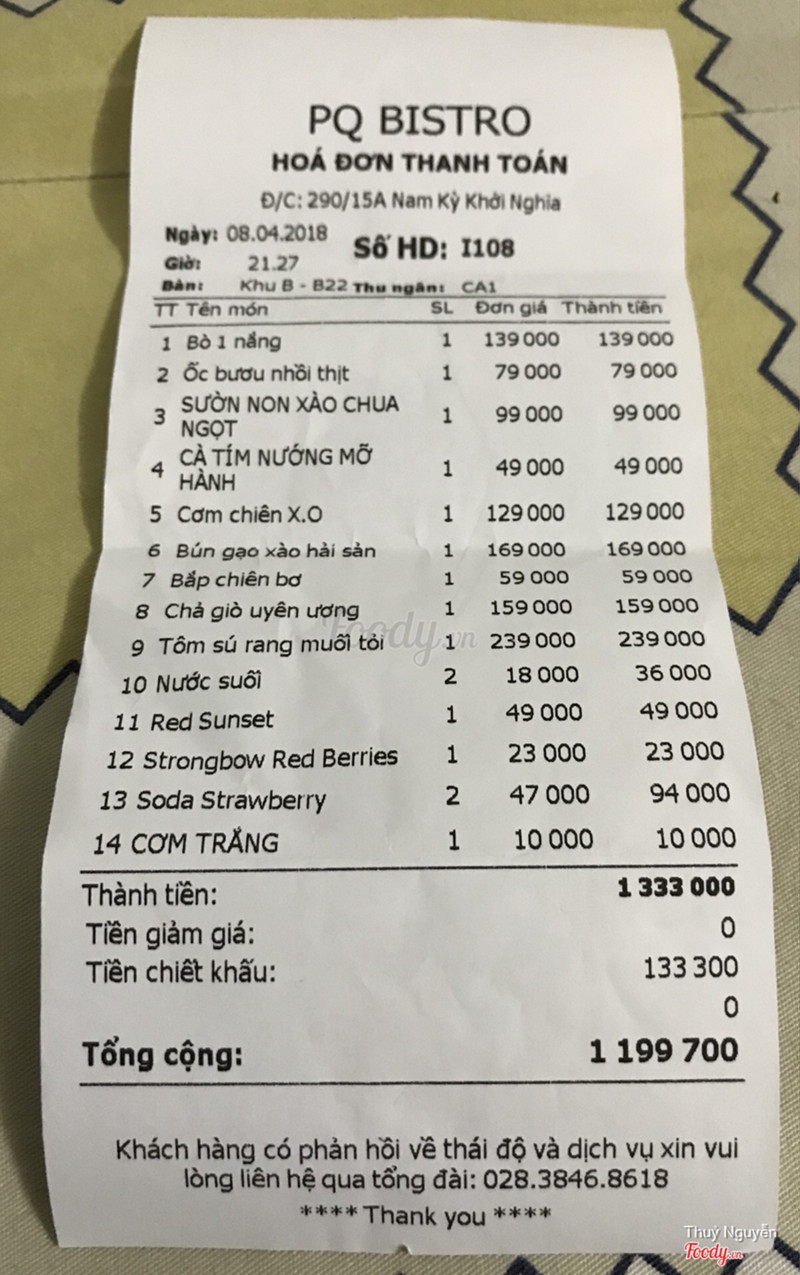 PQ BISTRO
HOÁ ĐƠN THANH TOÁN
Đ/C: 290/15A Nam Kỳ Khởi Nghĩa
Ngày: 08.04.2018 Số HD: I108
Giờ: 21.27
Bàn: Khu B - B22 Thu ngân: CA1
TT Tên món SL Đơn giá Thành tiền
1 Bò 1 nắng 1 139 000 139 000
2 Ốc bươu nhồi thịt 1 79 000 79 000
3 SƯỜN NON XÀO CHUA NGỌT 1 99 000 99 000
4 CÀ TÍM NƯỚNG MỠ HÀNH 1 49 000 49 000
5 Cơm chiên X.O 1 129 000 129 000
6 Bún gạo xào hải sản 1 169 000 169 000
7 Bắp chiên bơ 1 59 000 59 000
8 Chả giò uyên ương 1 159 000 159 000
9 Tôm sú rang muối tỏi 1 239 000 239 000
10 Nước suối 2 18 000 36 000
11 Red Sunset 1 49 000 49 000
12 Strongbow Red Berries 1 23 000 23 000
13 Soda Strawberry 2 47 000 94 000
14 CƠM TRẮNG 1 10 000 10 000
Thành tiền: 1 333 000
Tiền giảm giá: 0
Tiền chiết khấu: 133 300
0
Tổng cộng: 1 199 700
Khách hàng có phản hồi về thái độ và dịch vụ xin vui
lòng liên hệ qua tổng đài: 028.3846.8618
**** Thank you ****
Foody.vn
Thuý Nguyễn
Foody.vn